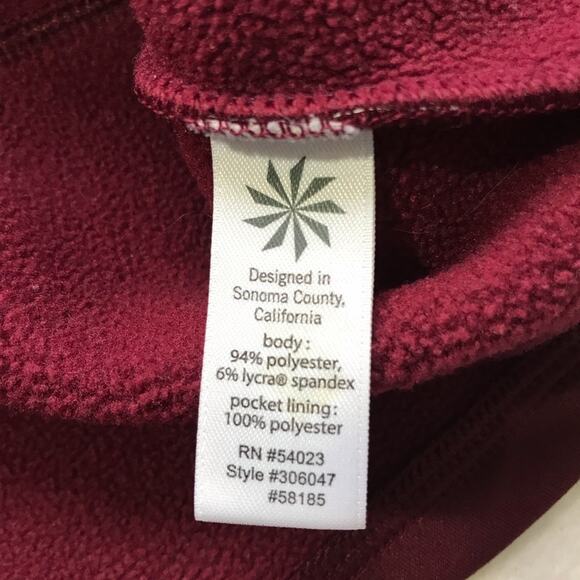 Designed in
Sonoma County,
California
body:
94% polyester,
6% lycra® spandex
pocket lining:
100% polyester
RN #54023
Style #306047
#58185